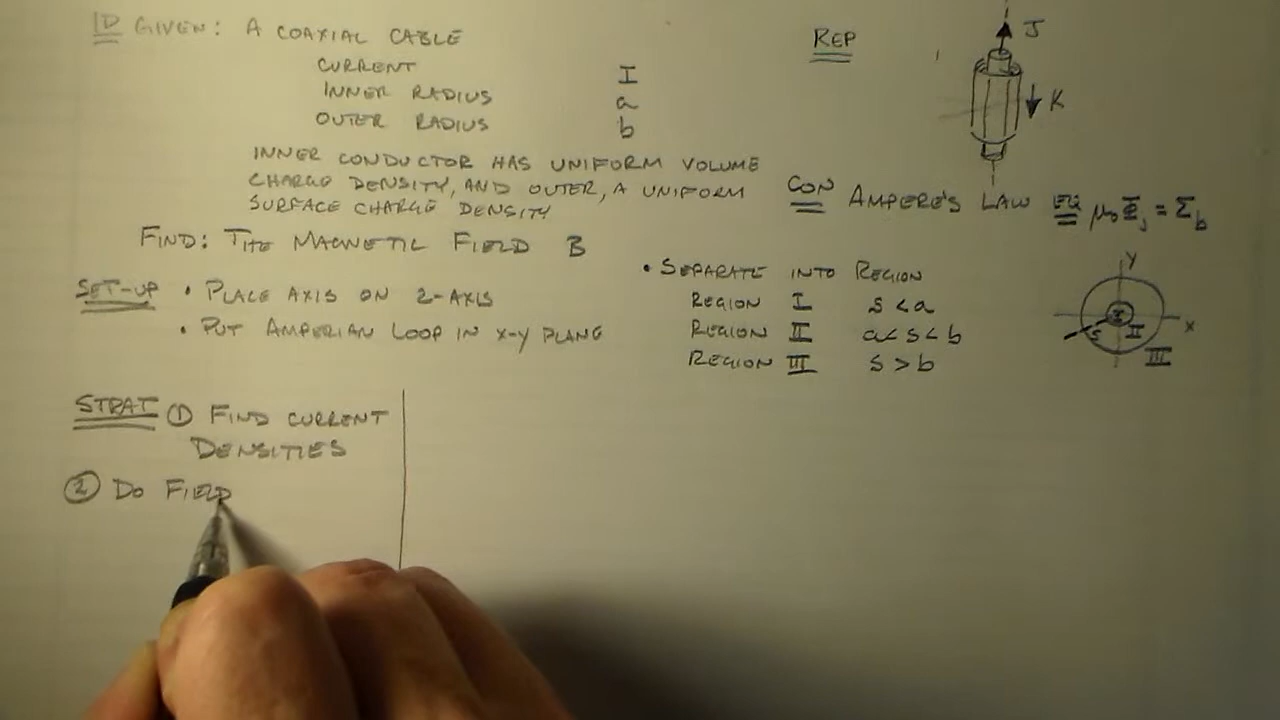 ID GIVEN: A COAXIAL CABLE
CURRENT I
INNER RADIUS a
OUTER RADIUS b
INNER CONDUCTOR HAS UNIFORM VOLUME
CHARGE DENSITY, AND OUTER, A UNIFORM
SURFACE CHARGE DENSITY
FIND: THE MAGNETIC FIELD B
REP
J
K
CON AMPERE'S LAW EQ μ₀Φ_J = Σ_b
SET-UP • PLACE AXIS ON Z-AXIS
• PUT AMPERIAN LOOP IN X-Y PLANE
• SEPARATE INTO REGION
REGION I s < a
REGION II a < s < b
REGION III s > b
Y
X
I
II
S
III
STRAT ① FIND CURRENT
DENSITIES
② DO FIELD